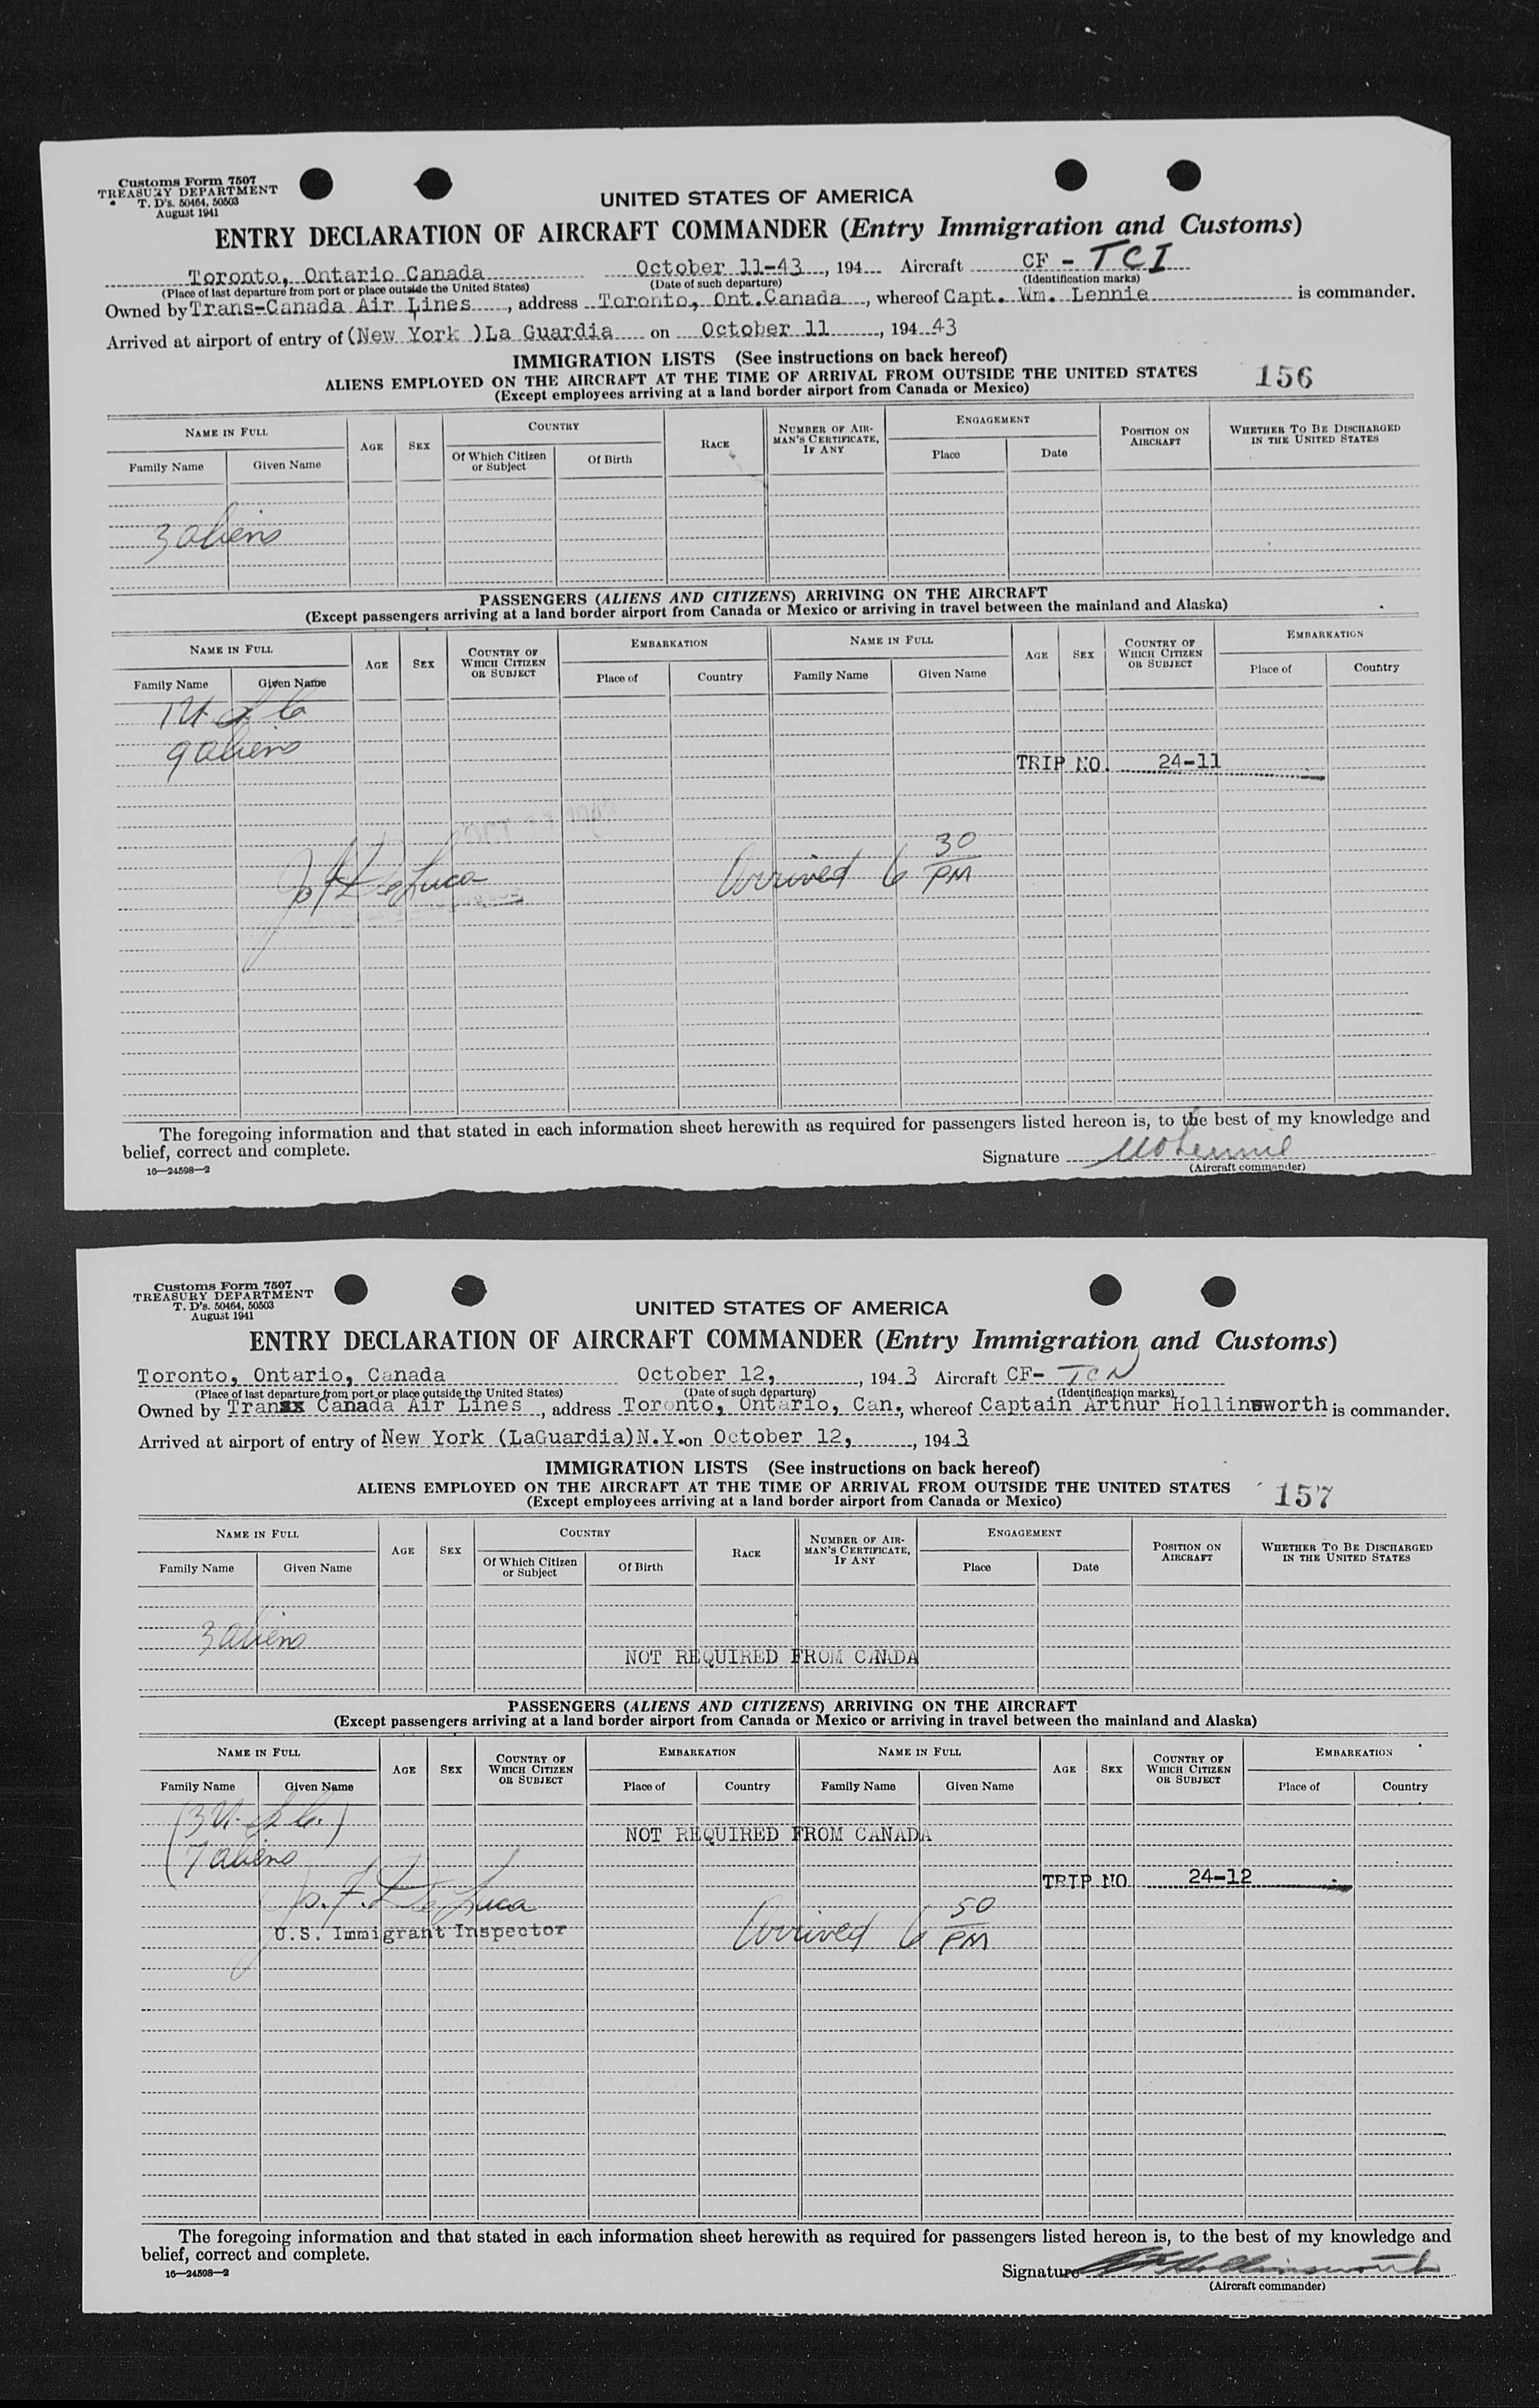 Customs Form 7507
TREASURY DEPARTMENT
T. D's. 50464, 50503
August 1941
UNITED STATES OF AMERICA
ENTRY DECLARATION OF AIRCRAFT COMMANDER (Entry Immigration and Customs)
Toronto, Ontario Canada October 11-43, 194 Aircraft CF - TCI
(Place of last departure from port or place outside the United States) (Date of such departure) (Identification marks)
Owned by Trans-Canada Air Lines, address Toronto, Ont.Canada, whereof Capt. Wm. Lennie is commander.
Arrived at airport of entry of (New York )La Guardia on October 11, 194 43
IMMIGRATION LISTS (See instructions on back hereof)
ALIENS EMPLOYED ON THE AIRCRAFT AT THE TIME OF ARRIVAL FROM OUTSIDE THE UNITED STATES 156
(Except employees arriving at a land border airport from Canada or Mexico)
NAME IN FULL AGE SEX COUNTRY RACE NUMBER OF AIRMAN'S CERTIFICATE, IF ANY ENGAGEMENT POSITION ON AIRCRAFT WHETHER TO BE DISCHARGED IN THE UNITED STATES
Family Name Given Name Of Which Citizen or Subject Of Birth Place Date
3 aliens
PASSENGERS (ALIENS AND CITIZENS) ARRIVING ON THE AIRCRAFT
(Except passengers arriving at a land border airport from Canada or Mexico or arriving in travel between the mainland and Alaska)
NAME IN FULL AGE SEX COUNTRY OF WHICH CITIZEN OR SUBJECT EMBARKATION NAME IN FULL AGE SEX COUNTRY OF WHICH CITIZEN OR SUBJECT EMBARKATION
Family Name Given Name Place of Country Family Name Given Name Place of Country
1 U.S.C.
9 aliens
TRIP NO. 24-11
Jos. F. DeLuca Arrived 6 30 PM
The foregoing information and that stated in each information sheet herewith as required for passengers listed hereon is, to the best of my knowledge and
belief, correct and complete.
Signature W Lennie
16—24598—2 (Aircraft commander)
Customs Form 7507
TREASURY DEPARTMENT
T. D's. 50464, 50503
August 1941
UNITED STATES OF AMERICA
ENTRY DECLARATION OF AIRCRAFT COMMANDER (Entry Immigration and Customs)
Toronto, Ontario, Canada October 12, , 194 3 Aircraft CF- TCN
(Place of last departure from port or place outside the United States) (Date of such departure) (Identification marks)
Owned by Transx Canada Air Lines, address Toronto, Ontario, Can., whereof Captain Arthur Hollinsworth is commander.
Arrived at airport of entry of New York (LaGuardia)N.Y. on October 12, , 194 3
IMMIGRATION LISTS (See instructions on back hereof)
ALIENS EMPLOYED ON THE AIRCRAFT AT THE TIME OF ARRIVAL FROM OUTSIDE THE UNITED STATES 157
(Except employees arriving at a land border airport from Canada or Mexico)
NAME IN FULL AGE SEX COUNTRY RACE NUMBER OF AIRMAN'S CERTIFICATE, IF ANY ENGAGEMENT POSITION ON AIRCRAFT WHETHER TO BE DISCHARGED IN THE UNITED STATES
Family Name Given Name Of Which Citizen or Subject Of Birth Place Date
3 aliens
NOT REQUIRED FROM CANADA
PASSENGERS (ALIENS AND CITIZENS) ARRIVING ON THE AIRCRAFT
(Except passengers arriving at a land border airport from Canada or Mexico or arriving in travel between the mainland and Alaska)
NAME IN FULL AGE SEX COUNTRY OF WHICH CITIZEN OR SUBJECT EMBARKATION NAME IN FULL AGE SEX COUNTRY OF WHICH CITIZEN OR SUBJECT EMBARKATION
Family Name Given Name Place of Country Family Name Given Name Place of Country
(3 U.S.C.)
NOT REQUIRED FROM CANADA
(7 aliens
TRIP NO 24-12
Jos. F. DeLuca
U.S. Immigrant Inspector Arrived 6 50 PM
The foregoing information and that stated in each information sheet herewith as required for passengers listed hereon is, to the best of my knowledge and
belief, correct and complete.
Signature A Hollinsworth
16—24598—2 (Aircraft commander)